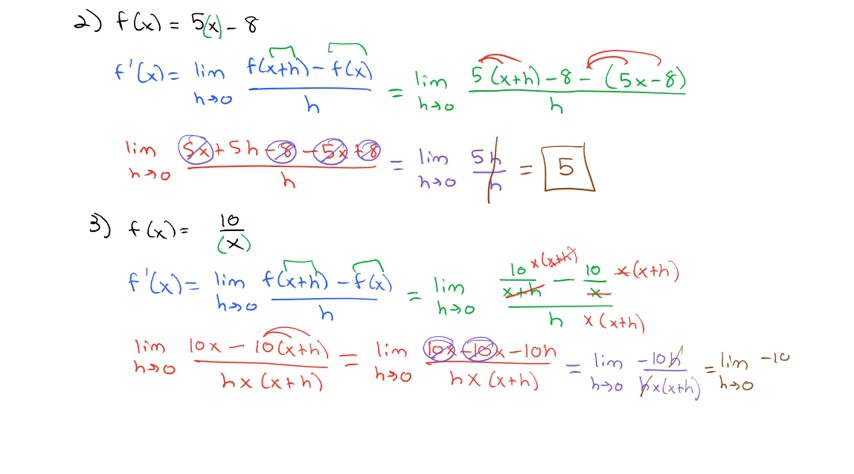 2) f(x) = 5(x) - 8
f'(x) = lim h→0 (f(x+h) - f(x))/h = lim h→0 (5(x+h) - 8 - (5x - 8))/h
lim h→0 (5x + 5h - 8 - 5x + 8)/h = lim h→0 5h/h = 5
3) f(x) = 10/(x)
f'(x) = lim h→0 (f(x+h) - f(x))/h = lim h→0 (10/(x+h) x(x+h) - 10/x x(x+h))/(h x(x+h))
lim h→0 (10x - 10(x+h))/(hx(x+h)) = lim h→0 (10x - 10x - 10h)/(hx(x+h)) = lim h→0 -10h/(hx(x+h)) = lim h→0 -10